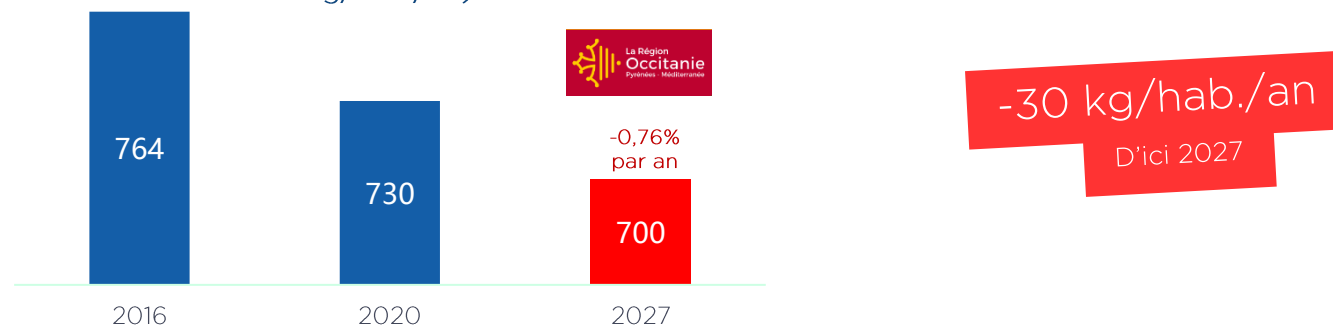 La Région
Occitanie
Pyrénées - Méditerranée
-30 kg/hab./an
D'ici 2027
-0,76%
par an
764
730
700
2016
2020
2027